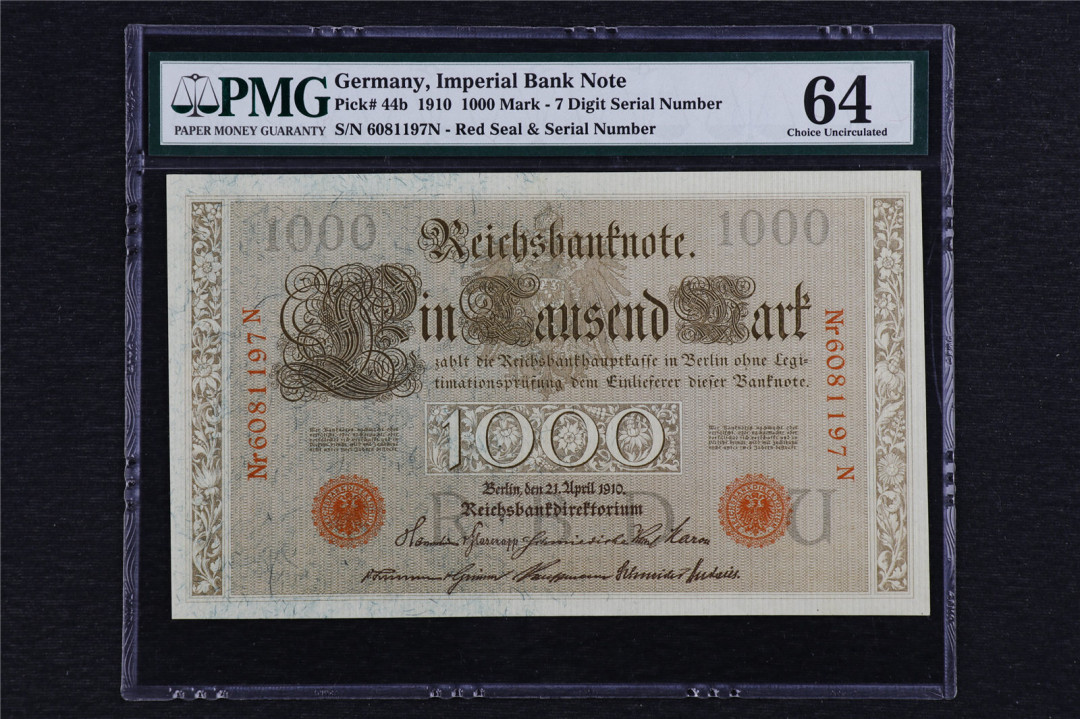 PMG
PAPER MONEY GUARANTY
Germany, Imperial Bank Note
Pick# 44b 1910 1000 Mark - 7 Digit Serial Number
S/N 6081197N - Red Seal & Serial Number
64
Choice Uncirculated
1000
1000
Reichsbanknote.
Ein Tausend Mark
zahlt die Reichsbankhauptkasse in Berlin ohne Legi-
timationsprüfung dem Einlieferer dieser Banknote.
Nr6081197 N
Nr6081197 N
1000
Berlin, den 21. April 1910.
Reichsbankdirektorium
R B D
U